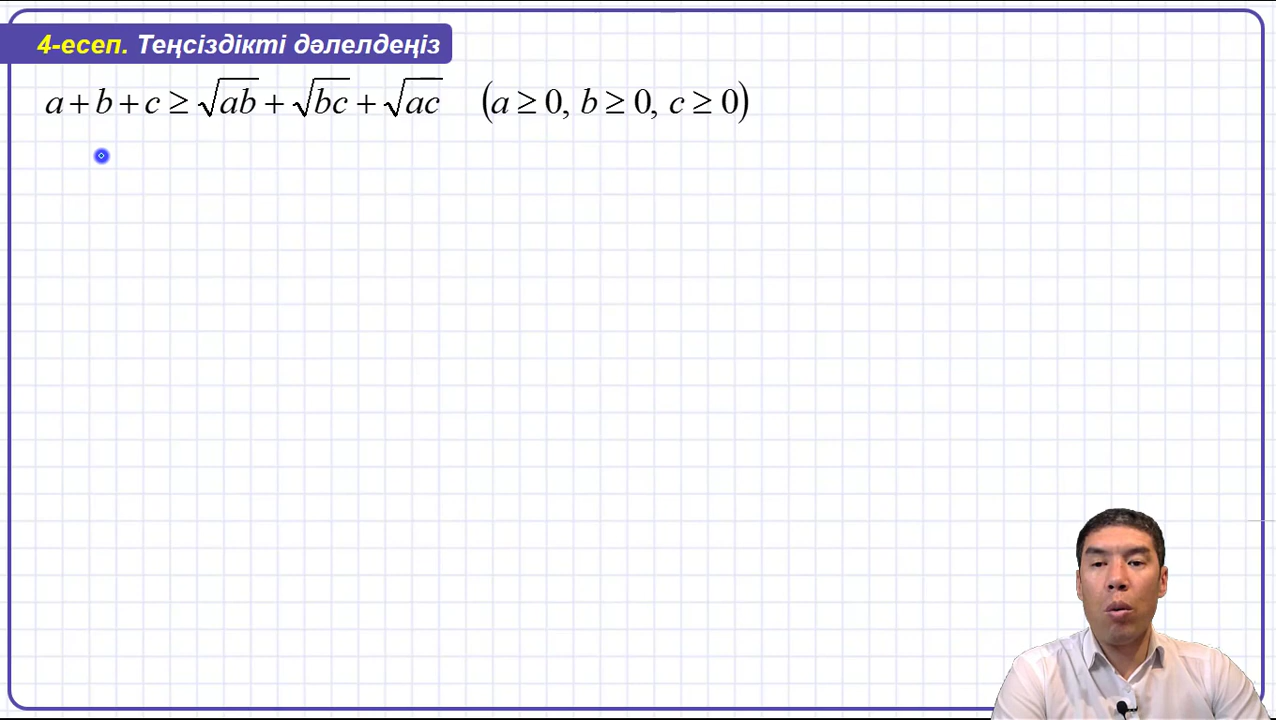 4-есеп. Теңсіздікті дәлелдеңіз
a + b + c ≥ √ab + √bc + √ac (a ≥ 0, b ≥ 0, c ≥ 0)